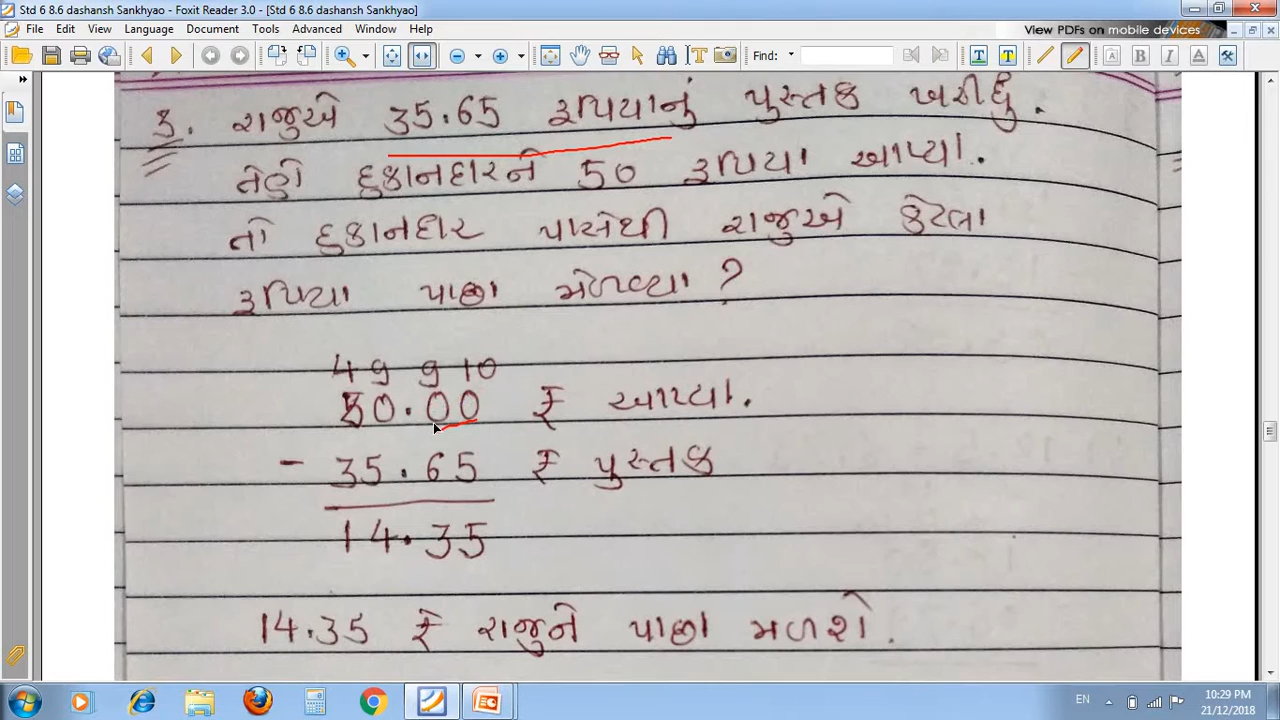 Std 6 8.6 dashansh Sankhyao - Foxit Reader 3.0 - [Std 6 8.6 dashansh Sankhyao]
File Edit View Language Document Tools Advanced Window Help
View PDFs on mobile devices
Find:
૩. રાજુએ 35.65 રૂપિયાનું પુસ્તક ખરીદ્યું.
તેણે દુકાનદારને 50 રૂપિયા આપ્યા.
તો દુકાનદાર પાસેથી રાજુએ કેટલા
રૂપિયા પાછા મેળવ્યા ?
4 9 9 10
50.00 ₹ આપ્યા.
- 35.65 ₹ પુસ્તક
14.35
14.35 ₹ રાજુને પાછા મળશે.
EN
10:29 PM
21/12/2018